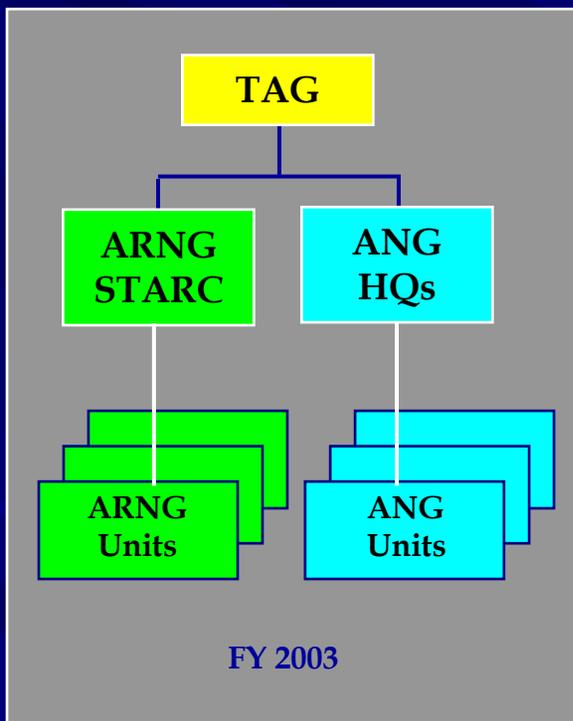 TAG
ARNG
STARC
ANG
HQs
ARNG
Units
ANG
Units
FY 2003